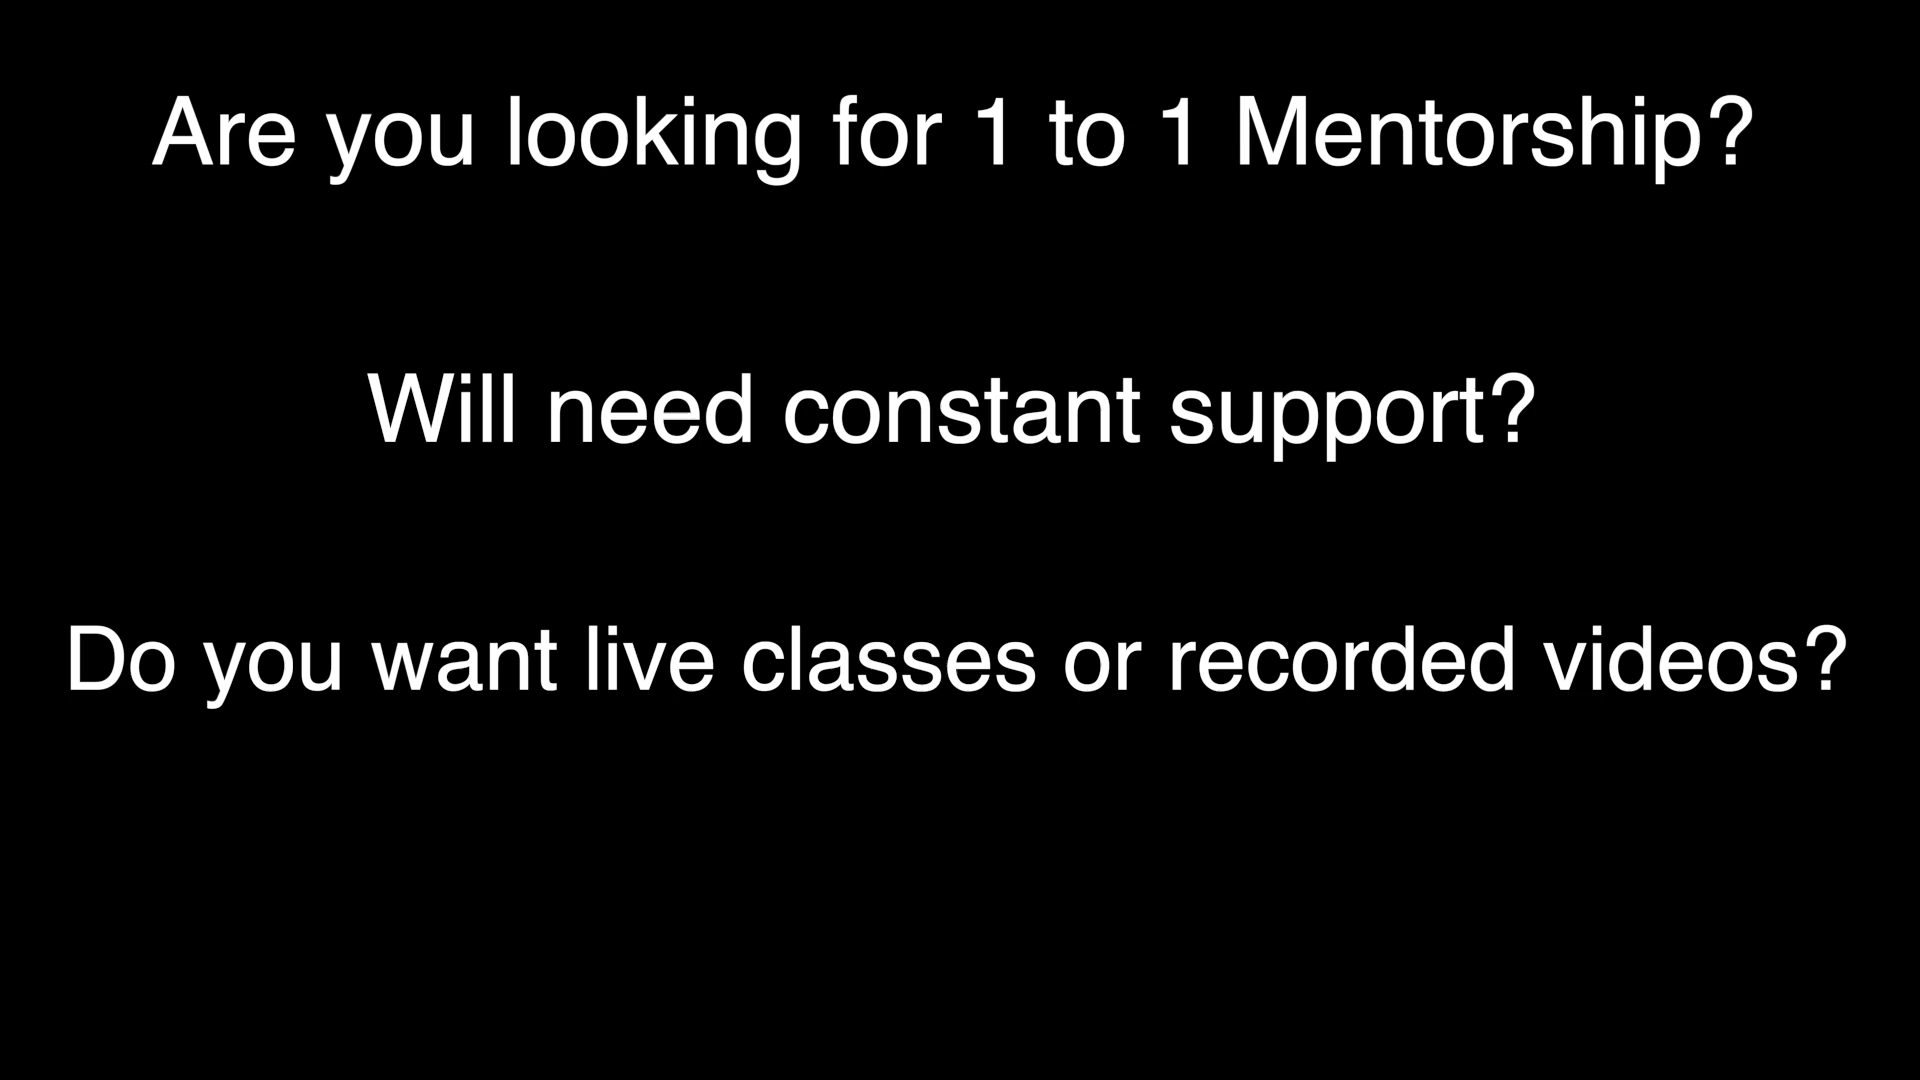 Are you looking for 1 to 1 Mentorship?
Will need constant support?
Do you want live classes or recorded videos?